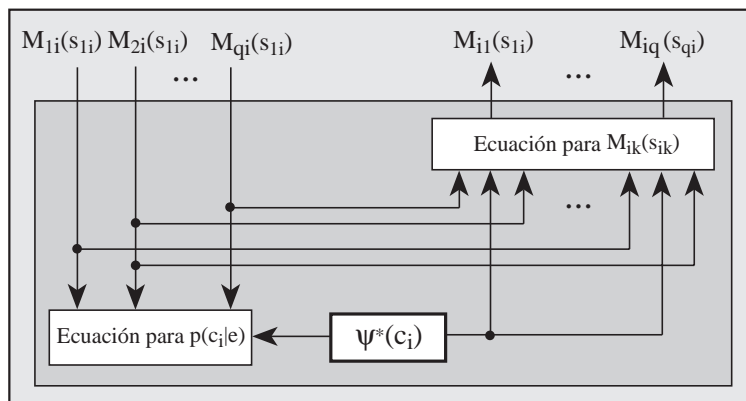 M1i(s1i) M2i(s1i) ... Mqi(s1i) Mi1(s1i) ... Miq(sqi)
Ecuación para Mik(sik)
...
Ecuación para p(ci|e) ψ*(ci)